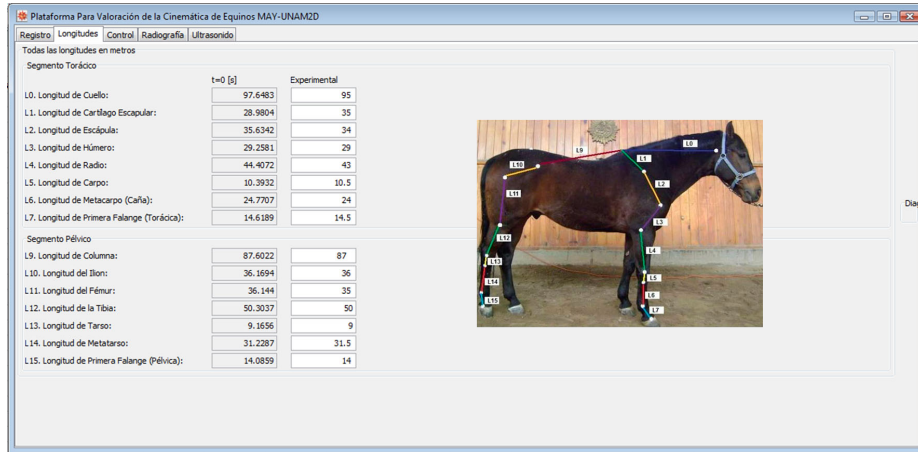 Plataforma Para Valoración de la Cinemática de Equinos MAY-UNAM2D
Registro Longitudes Control Radiografía Ultrasonido
Todas las longitudes en metros
Segmento Torácico
t=0 [s] Experimental
L0. Longitud de Cuello: 97.6483 95
L1. Longitud de Cartílago Escapular: 28.9804 35
L2. Longitud de Escápula: 35.6342 34
L3. Longitud de Húmero: 29.2581 29
L4. Longitud de Radio: 44.4072 43
L5. Longitud de Carpo: 10.3932 10.5
L6. Longitud de Metacarpo (Caña): 24.7707 24
L7. Longitud de Primera Falange (Torácica): 14.6189 14.5
Segmento Pélvico
L9. Longitud de Columna: 87.6022 87
L10. Longitud del Ilion: 36.1694 36
L11. Longitud del Fémur: 36.144 35
L12. Longitud de la Tibia: 50.3037 50
L13. Longitud de Tarso: 9.1656 9
L14. Longitud de Metatarso: 31.2287 31.5
L15. Longitud de Primera Falange (Pélvica): 14.0859 14
L0
L9
L1
L10
L2
L11
L3
L12
L4
L13
L5
L14
L6
L15
L7
Diag